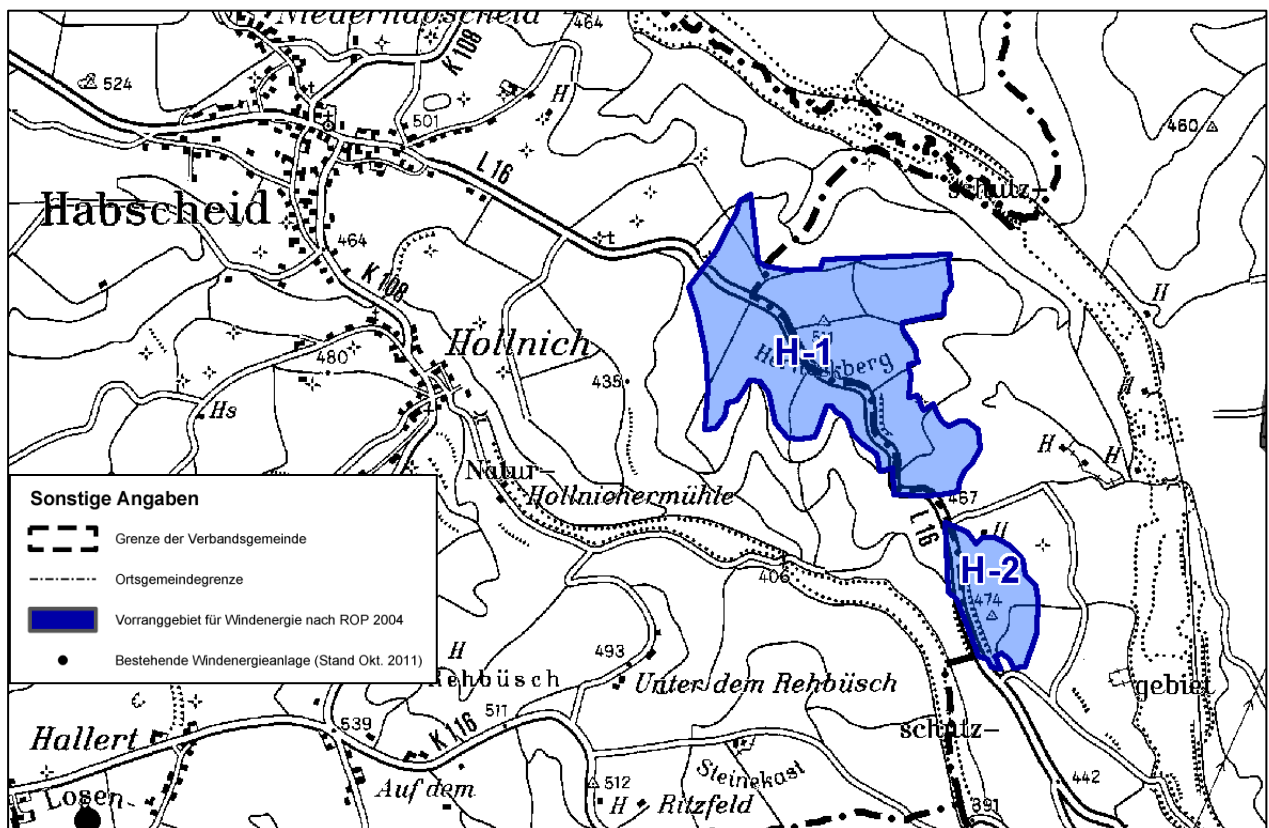 Niederhabscheid
464
K 108
524
501
H
460
L 16
schutz-
Habscheid
464
K 108
H
Hollnich
480
435
H-1
Hs
H
H
Natur-
Hollnichermühle
467
L 16
H
H-2
406
474
Sonstige Angaben
Grenze der Verbandsgemeinde
Ortsgemeindegrenze
Vorranggebiet für Windenergie nach ROP 2004
Bestehende Windenergieanlage (Stand Okt. 2011)
H
493
Rehbüsch
Unter dem Rehbüsch
gebiet
511
539
K 116
Hallert
schutz-
Steinekast
Auf dem
512
442
Losen
H
Ritzfeld
391